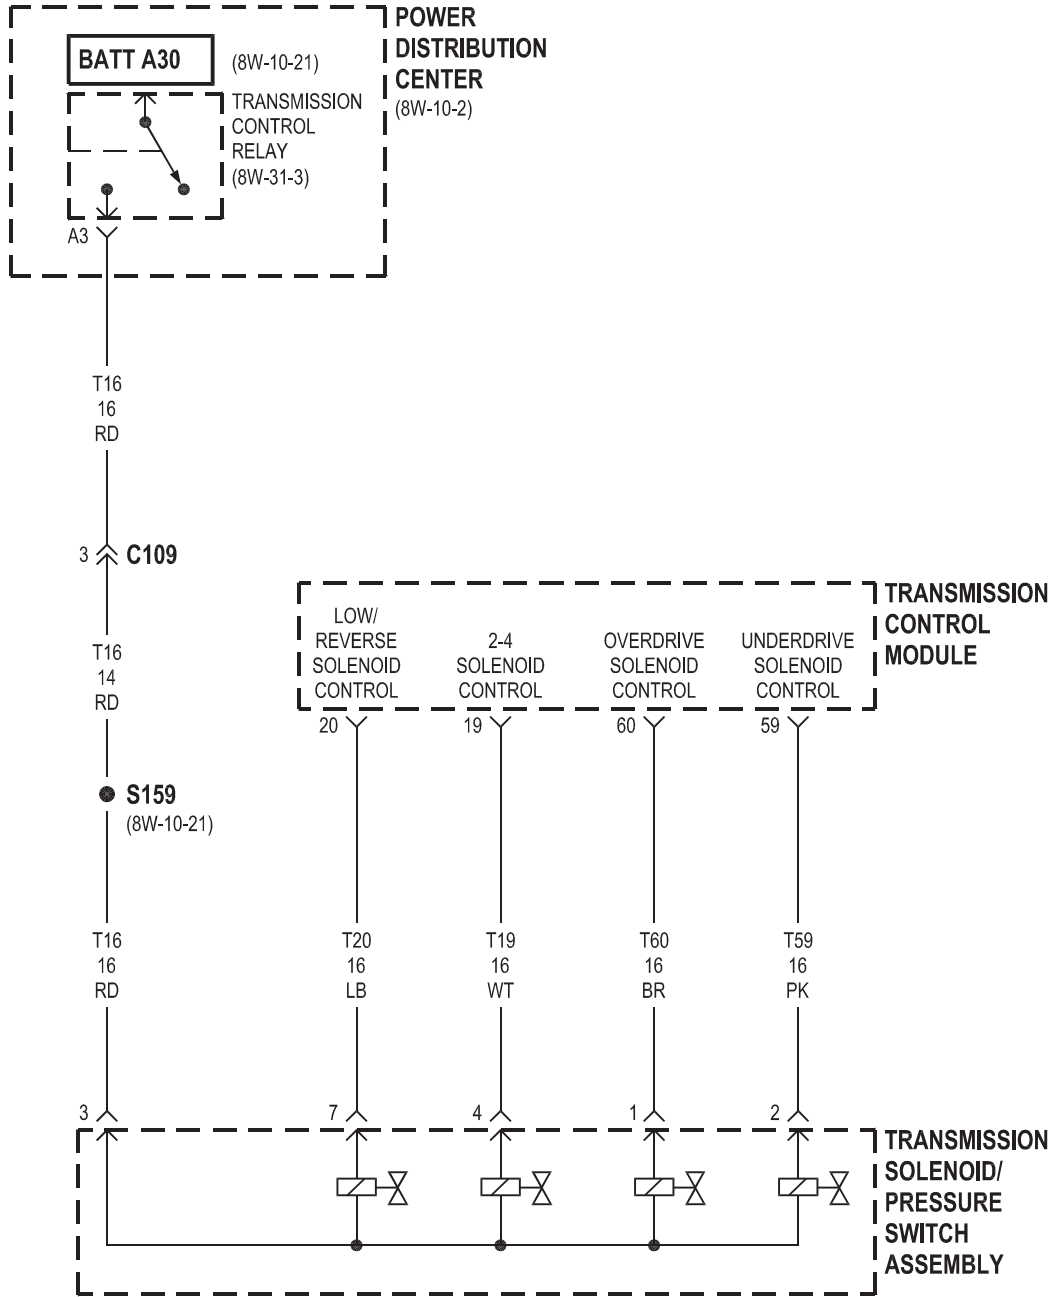 POWER
DISTRIBUTION
CENTER
(8W-10-2)
BATT A30
(8W-10-21)
TRANSMISSION
CONTROL
RELAY
(8W-31-3)
A3
T16
16
RD
3
C109
T16
14
RD
S159
(8W-10-21)
T16
16
RD
3
TRANSMISSION
CONTROL
MODULE
LOW/
REVERSE
SOLENOID
CONTROL
2-4
SOLENOID
CONTROL
OVERDRIVE
SOLENOID
CONTROL
UNDERDRIVE
SOLENOID
CONTROL
20
19
60
59
T20
16
LB
T19
16
WT
T60
16
BR
T59
16
PK
7
4
1
2
TRANSMISSION
SOLENOID/
PRESSURE
SWITCH
ASSEMBLY